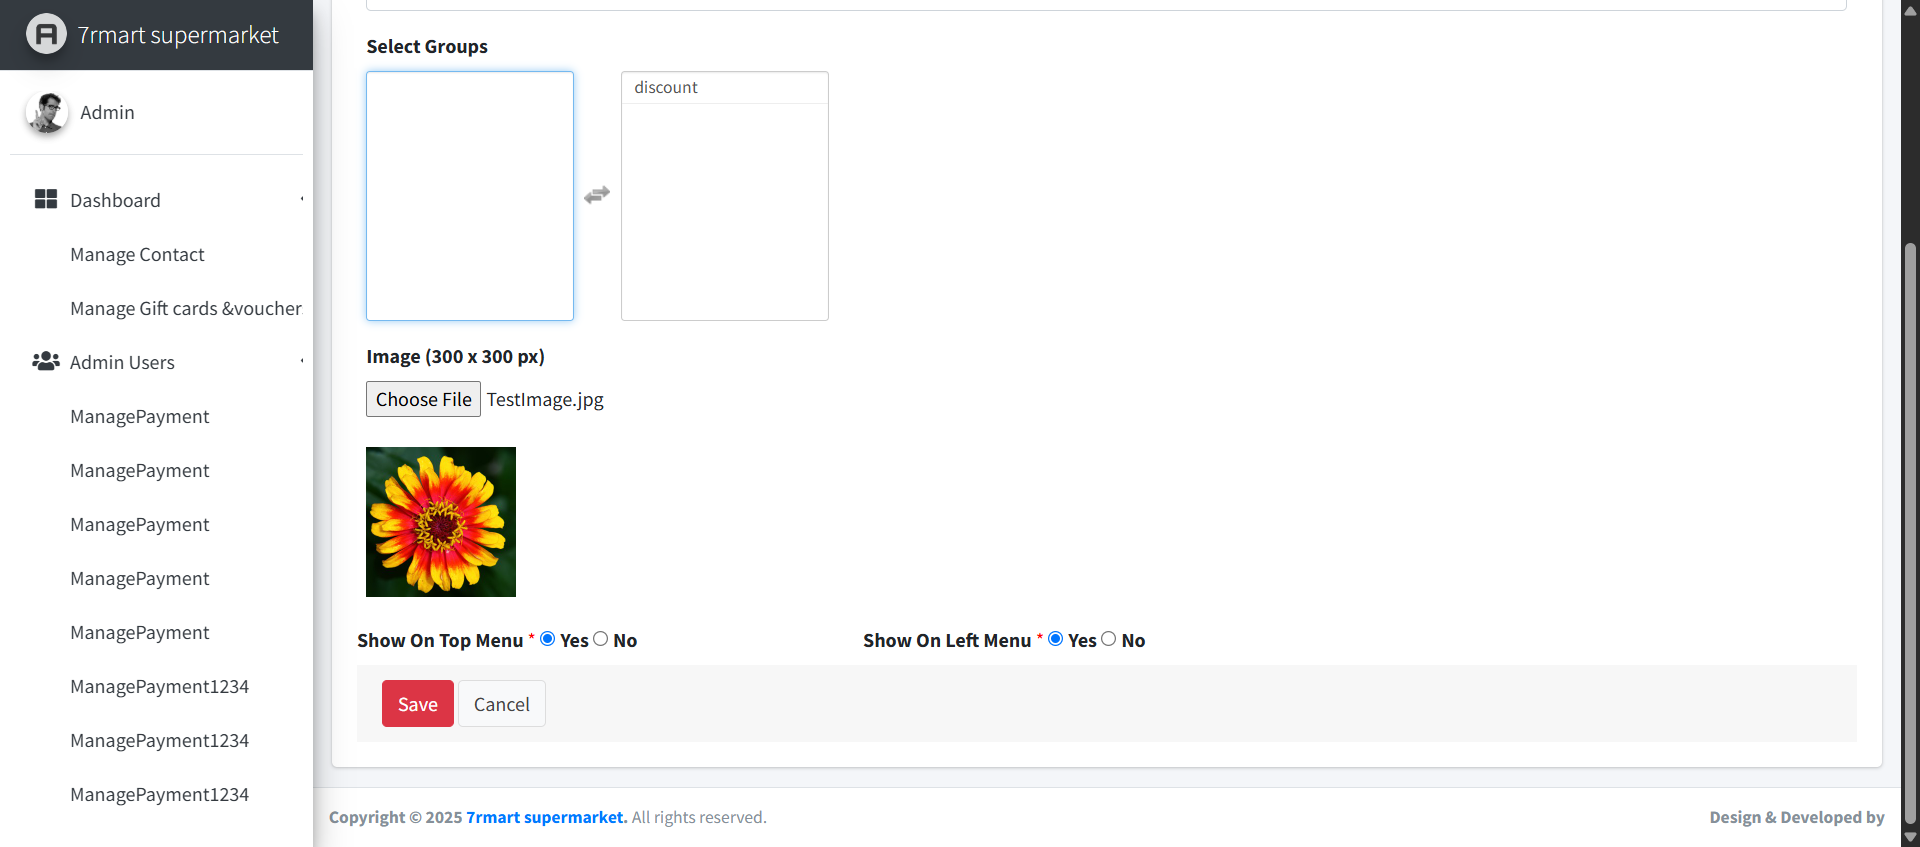 7rmart supermarket
Admin
Dashboard
Manage Contact
Manage Gift cards &voucher
Admin Users
ManagePayment
ManagePayment
ManagePayment
ManagePayment
ManagePayment
ManagePayment1234
ManagePayment1234
ManagePayment1234
Select Groups
discount
Image (300 x 300 px)
Choose File TestImage.jpg
Show On Top Menu * Yes No
Show On Left Menu * Yes No
Save Cancel
Copyright © 2025 7rmart supermarket. All rights reserved.
Design & Developed by